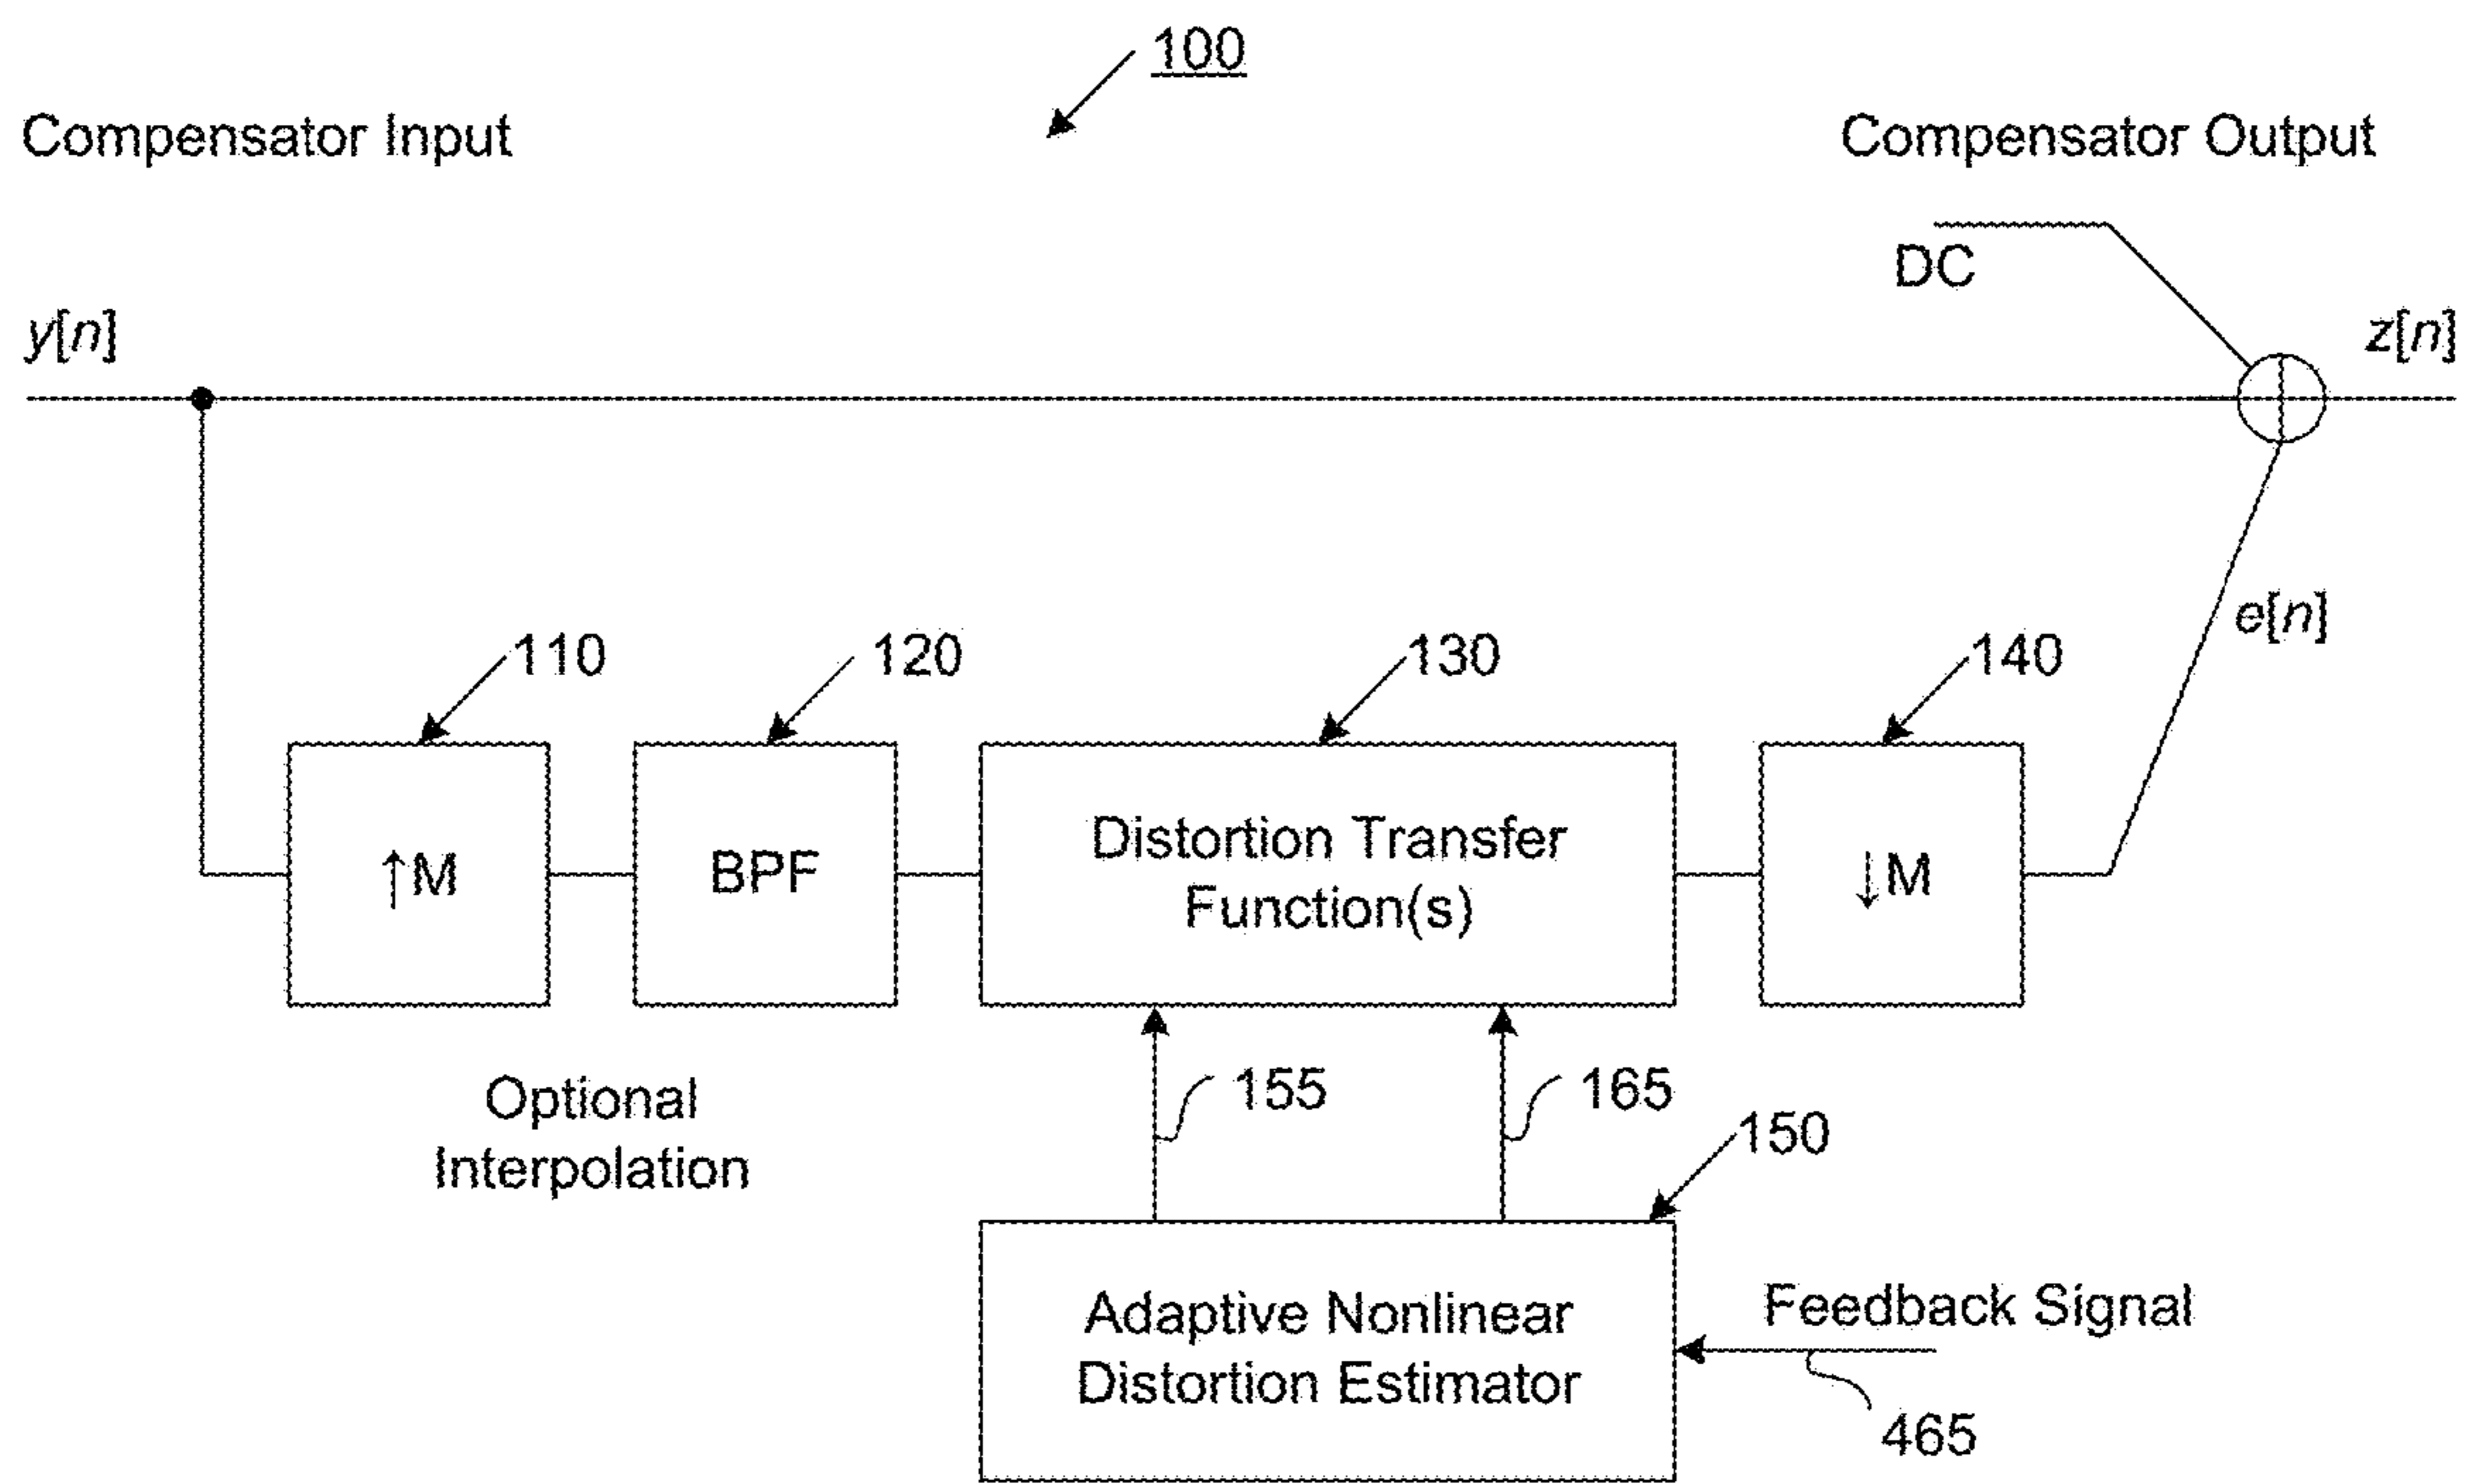 100
Compensator Input
Compensator Output
DC
y[n]
z[n]
e[n]
110
120
130
140
↑M
BPF
Distortion Transfer
Function(s)
↓M
Optional
Interpolation
155
165
150
Adaptive Nonlinear
Distortion Estimator
Feedback Signal
465